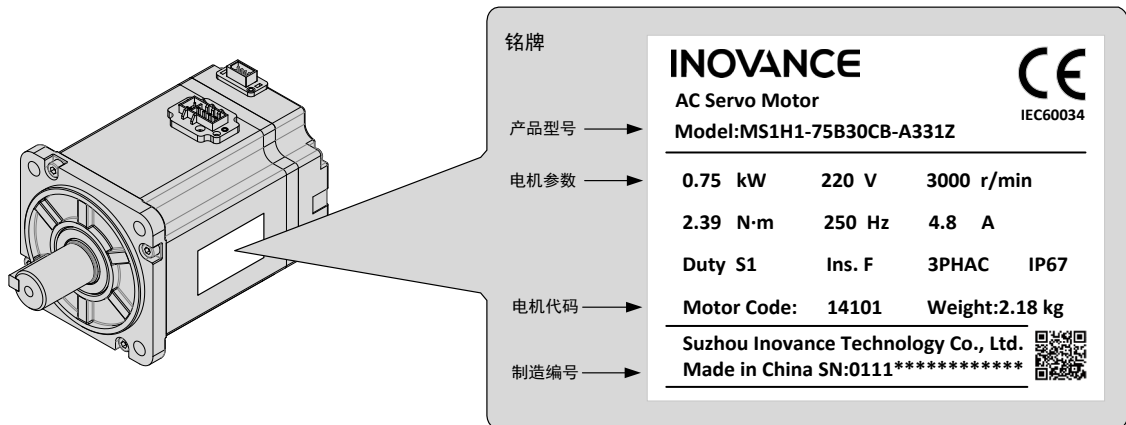 铭牌
INOVANCE
CE
AC Servo Motor
IEC60034
产品型号
Model:MS1H1-75B30CB-A331Z
电机参数
0.75 kW 220 V 3000 r/min
2.39 N·m 250 Hz 4.8 A
Duty S1 Ins. F 3PHAC IP67
电机代码
Motor Code: 14101 Weight:2.18 kg
Suzhou Inovance Technology Co., Ltd.
制造编号
Made in China SN:0111************